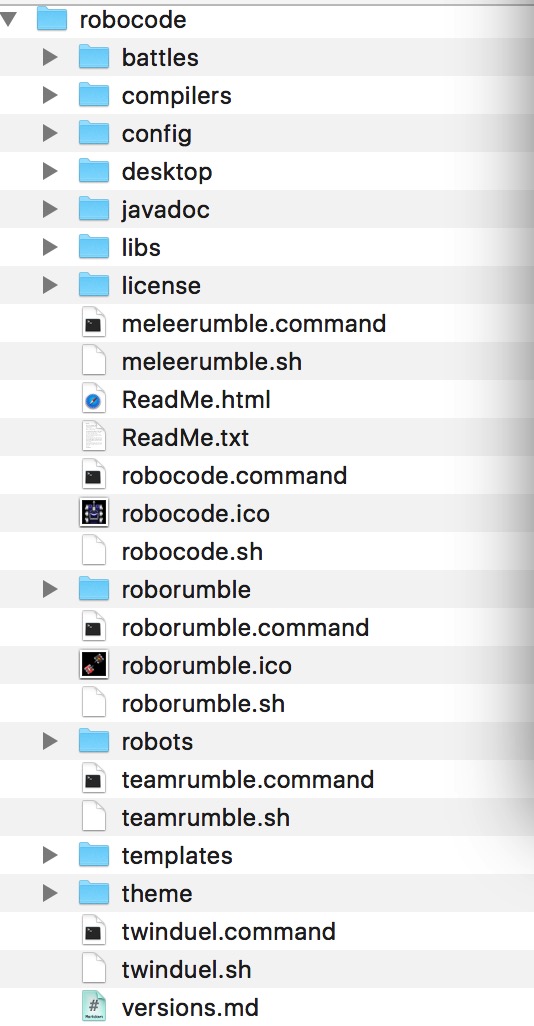 robocode
battles
compilers
config
desktop
javadoc
libs
license
meleerumble.command
meleerumble.sh
ReadMe.html
ReadMe.txt
robocode.command
robocode.ico
robocode.sh
roborumble
roborumble.command
roborumble.ico
roborumble.sh
robots
teamrumble.command
teamrumble.sh
templates
theme
twinduel.command
twinduel.sh
versions.md